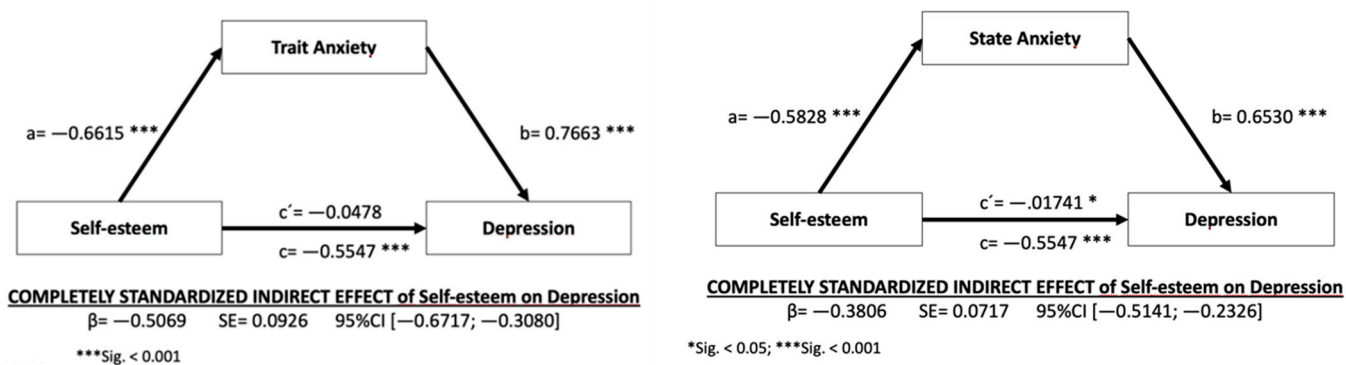 Trait Anxiety
a= —0.6615 ***
b= 0.7663 ***
Self-esteem
c´= —0.0478
c= —0.5547 ***
Depression
COMPLETELY STANDARDIZED INDIRECT EFFECT of Self-esteem on Depression
β= —0.5069 SE= 0.0926 95%CI [—0.6717; —0.3080]
***Sig. < 0.001
State Anxiety
a= —0.5828 ***
b= 0.6530 ***
Self-esteem
c´= —.01741 *
c= —0.5547 ***
Depression
COMPLETELY STANDARDIZED INDIRECT EFFECT of Self-esteem on Depression
β= —0.3806 SE= 0.0717 95%CI [—0.5141; —0.2326]
*Sig. < 0.05; ***Sig. < 0.001